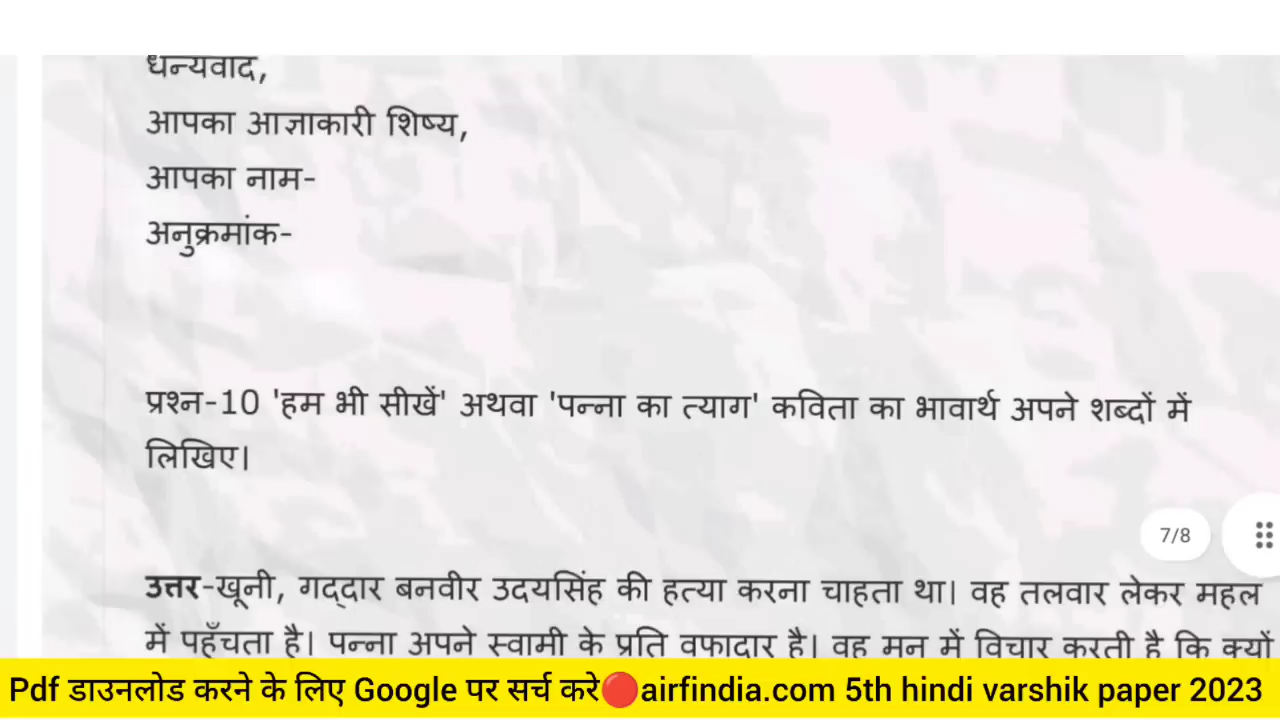 धन्यवाद,
आपका आज्ञाकारी शिष्य,
आपका नाम-
अनुक्रमांक-
प्रश्न-10 'हम भी सीखें' अथवा 'पन्ना का त्याग' कविता का भावार्थ अपने शब्दों में
लिखिए।
7/8
उत्तर-खूनी, गद्दार बनवीर उदयसिंह की हत्या करना चाहता था। वह तलवार लेकर महल
में पहुँचता है। पन्ना अपने स्वामी के प्रति वफादार है। वह मन में विचार करती है कि क्यों
Pdf डाउनलोड करने के लिए Google पर सर्च करे🔴airfindia.com 5th hindi varshik paper 2023